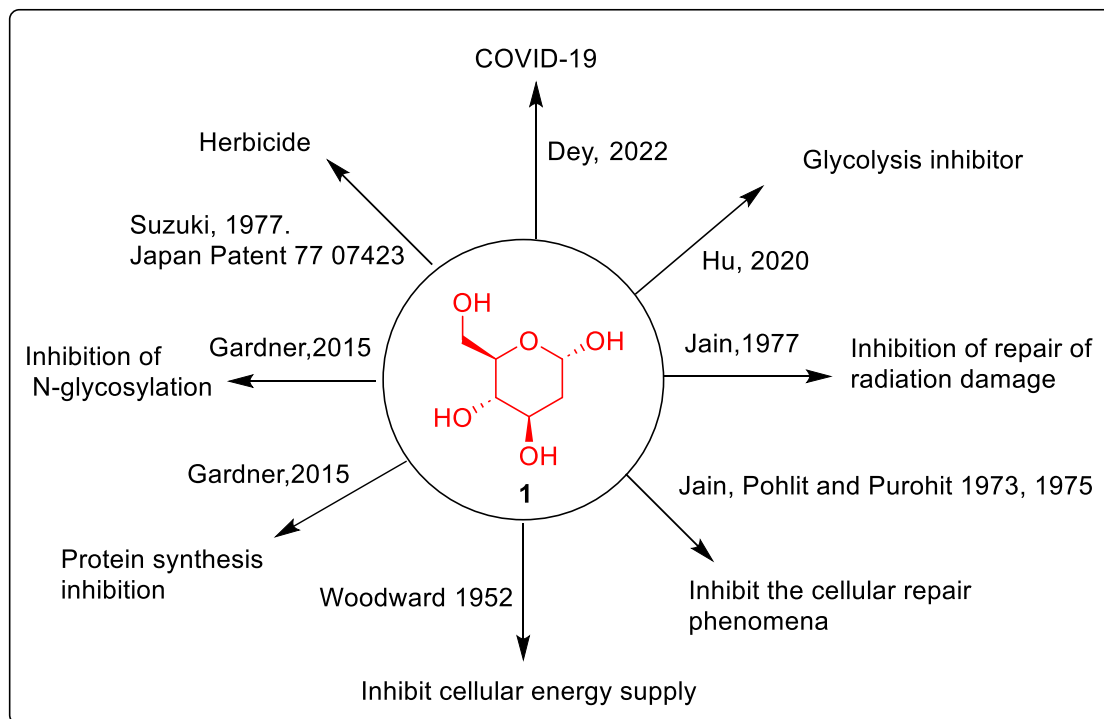 COVID-19
Dey, 2022
Herbicide
Suzuki, 1977.
Japan Patent 77 07423
Glycolysis inhibitor
Hu, 2020
OH
O
OH
HO
OH
1
Gardner,2015
Inhibition of
N-glycosylation
Jain,1977
Inhibition of repair of
radiation damage
Gardner,2015
Protein synthesis
inhibition
Jain, Pohlit and Purohit 1973, 1975
Inhibit the cellular repair
phenomena
Woodward 1952
Inhibit cellular energy supply